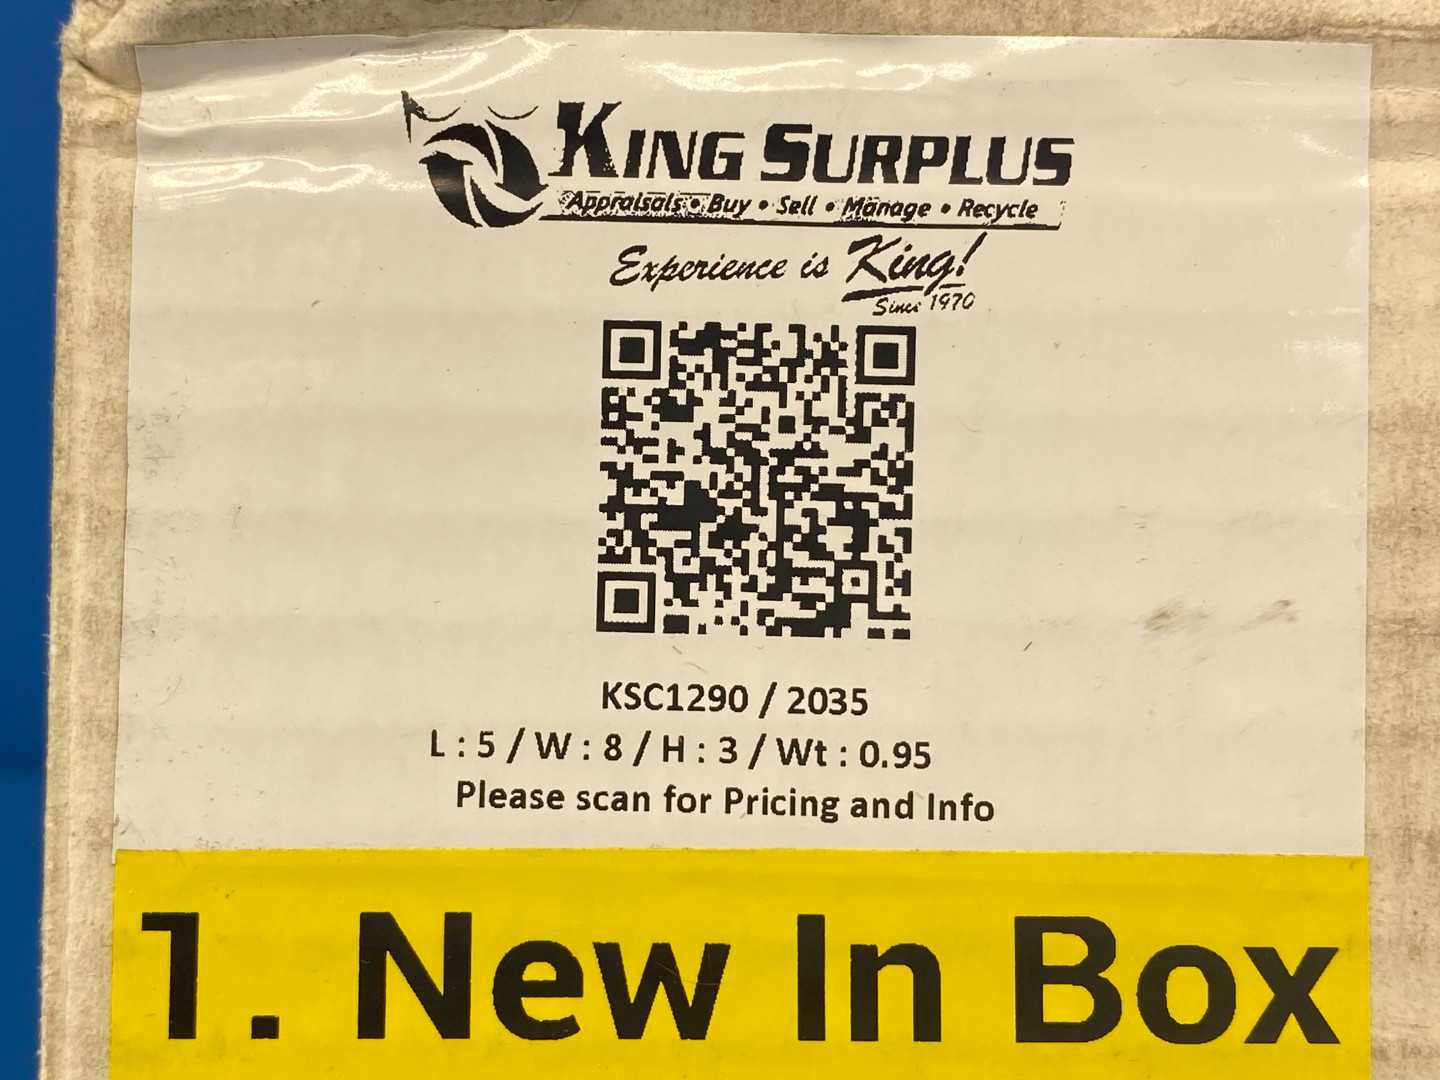 KING SURPLUS
Appraisals • Buy • Sell • Manage • Recycle
Experience is King!
Since 1970
KSC1290 / 2035
L : 5 / W : 8 / H : 3 / Wt : 0.95
Please scan for Pricing and Info
1. New In Box